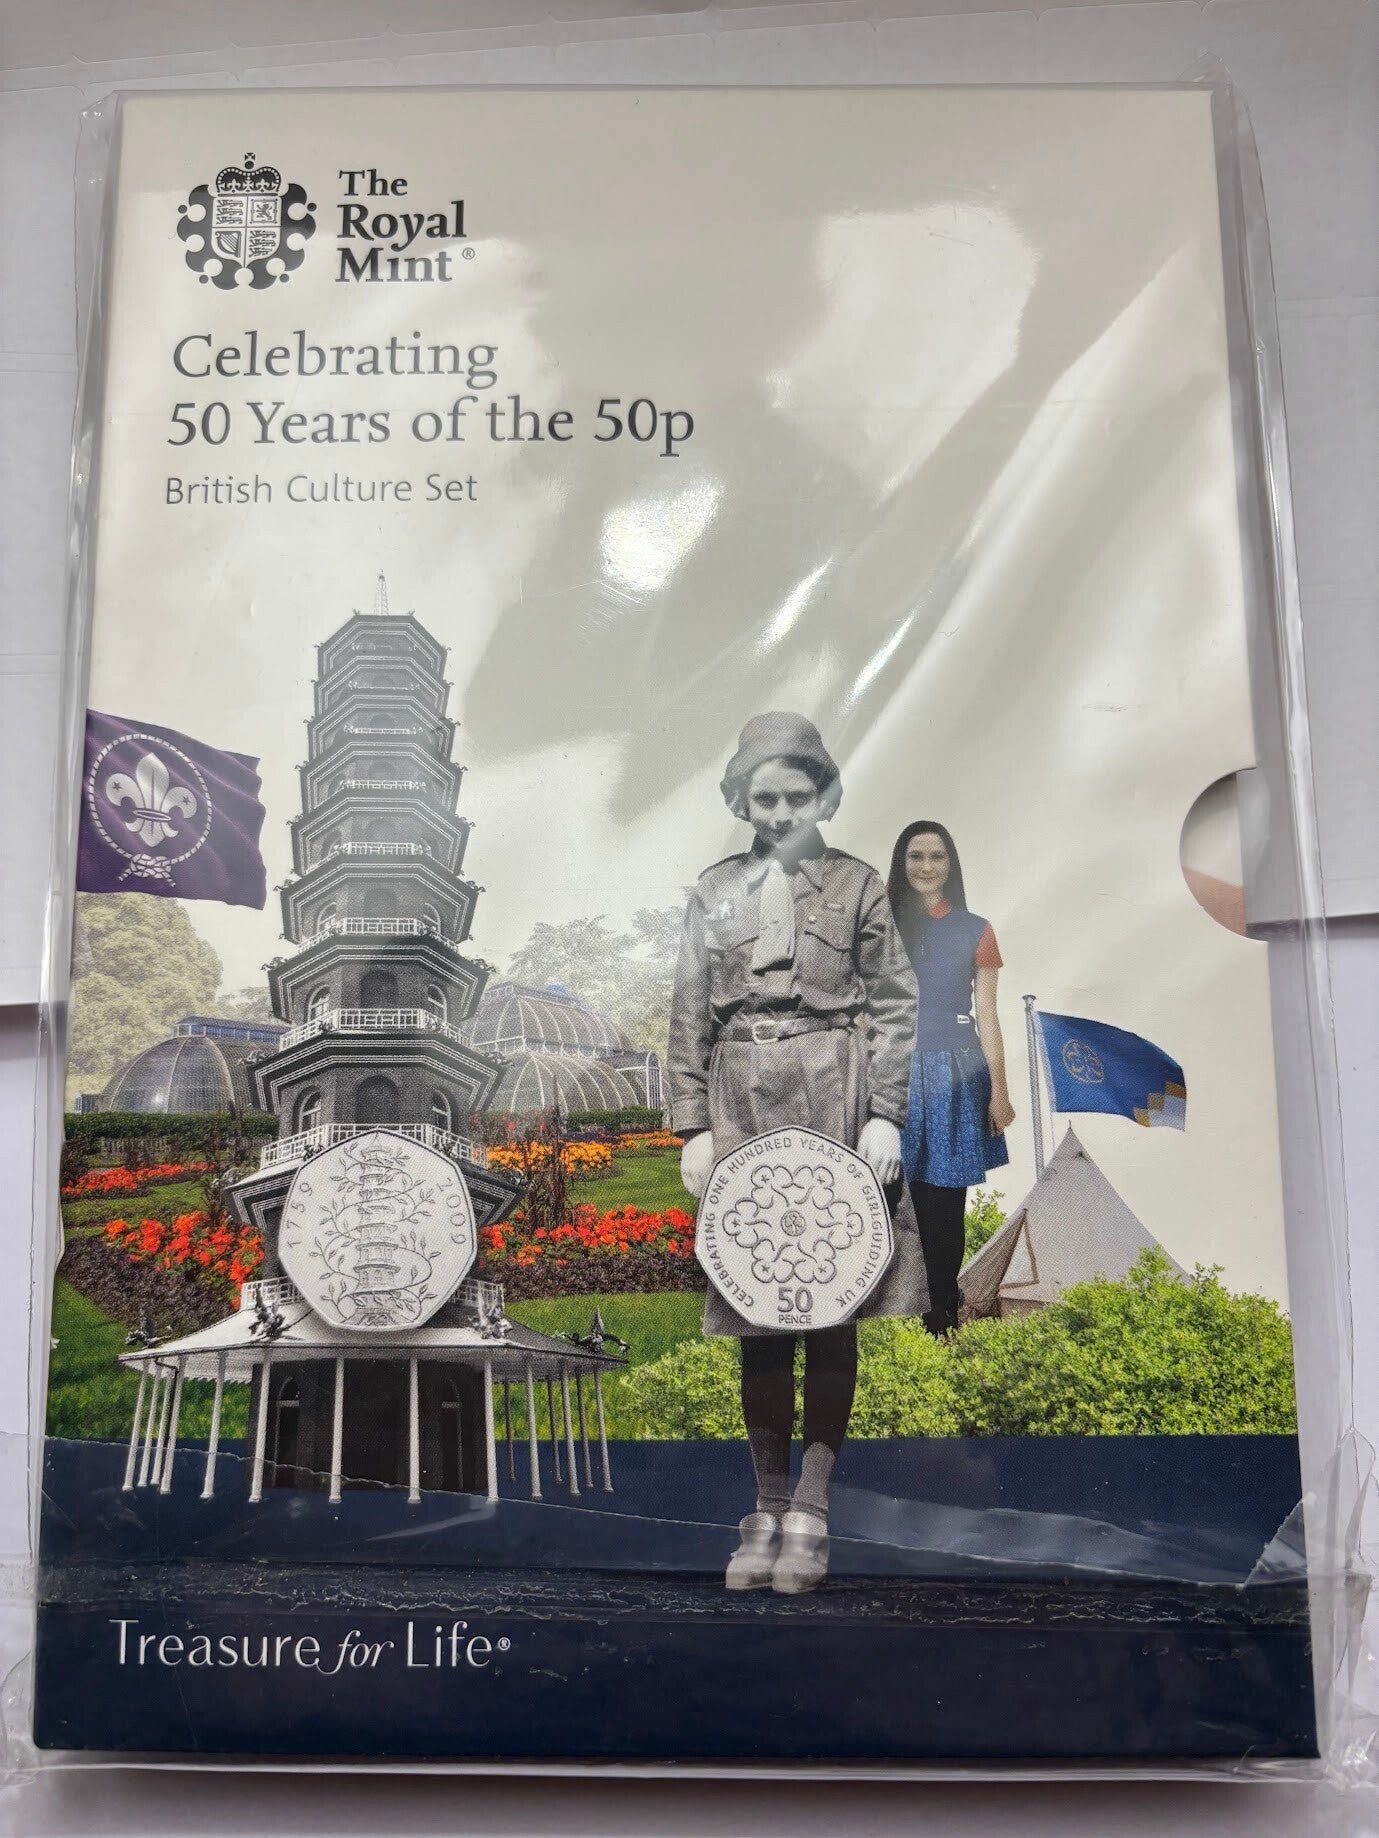 The
Royal
Mint®
Celebrating
50 Years of the 50p
British Culture Set
1759
2009
CELEBRATING ONE HUNDRED YEARS OF GIRLGUIDING UK
50
PENCE
Treasure for Life®